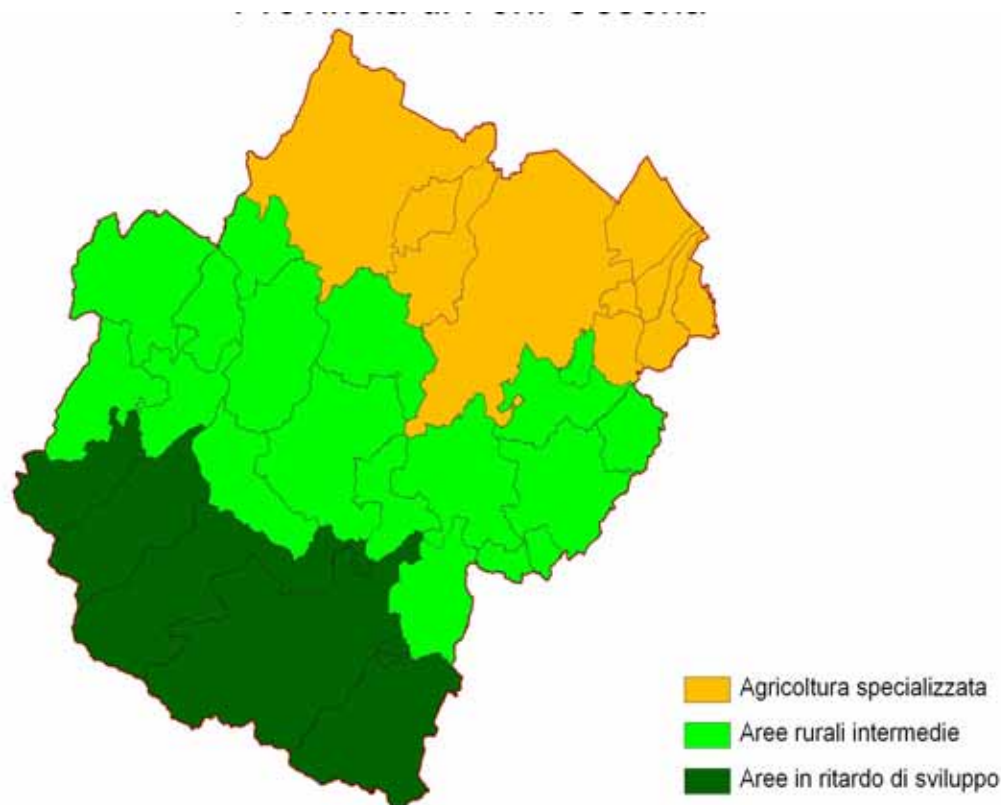 Agricoltura specializzata
Aree rurali intermedie
Aree in ritardo di sviluppo